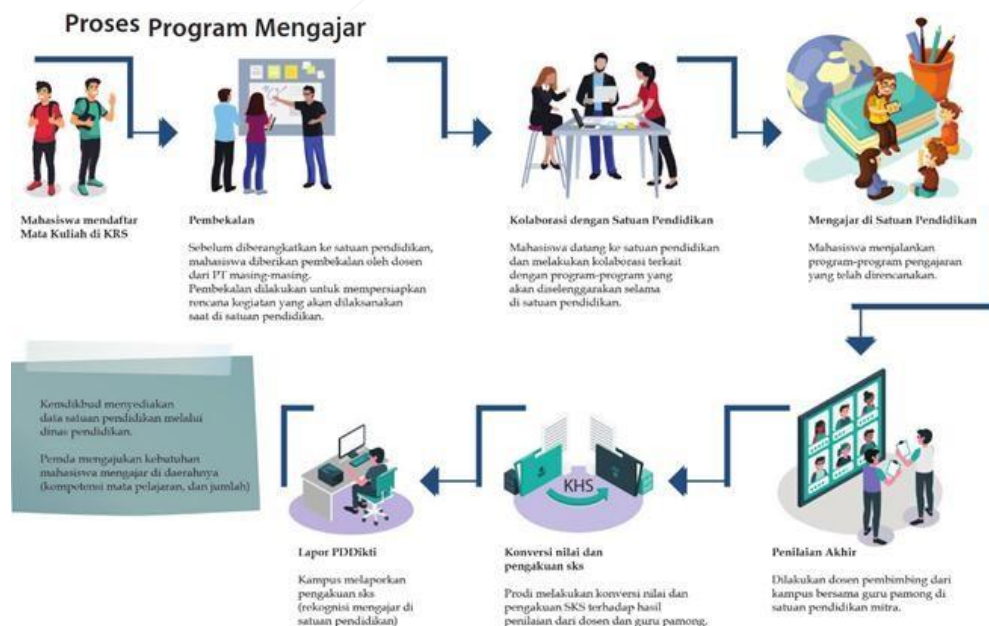 Proses Program Mengajar
Mahasiswa mendaftar
Mata Kuliah di KRS
Pembekalan
Sebelum diberangkatkan ke satuan pendidikan,
mahasiswa diberikan pembekalan oleh dosen
dari PT masing-masing.
Pembekalan dilakukan untuk mempersiapkan
rencana kegiatan yang akan dilaksanakan
saat di satuan pendidikan.
Kolaborasi dengan Satuan Pendidikan
Mahasiswa datang ke satuan pendidikan
dan melakukan kolaborasi terkait
dengan program-program yang
akan diselenggarakan selama
di satuan pendidikan.
Mengajar di Satuan Pendidikan
Mahasiswa menjalankan
program-program pengajaran
yang telah direncanakan.
Penilaian Akhir
Dilakukan dosen pembimbing dari
kampus bersama guru pamong di
satuan pendidikan mitra.
KHS
Konversi nilai dan
pengakuan sks
Prodi melakukan konversi nilai dan
pengakuan SKS terhadap hasil
penilaian dari dosen dan guru pamong.
Lapor PDDikti
Kampus melaporkan
pengakuan sks
(rekognisi mengajar di
satuan pendidikan)
Kemdikbud menyediakan
data satuan pendidikan melalui
dinas pendidikan.
Pemda mengajukan kebutuhan
mahasiswa mengajar di daerahnya
(kompetensi mata pelajaran, dan jumlah)